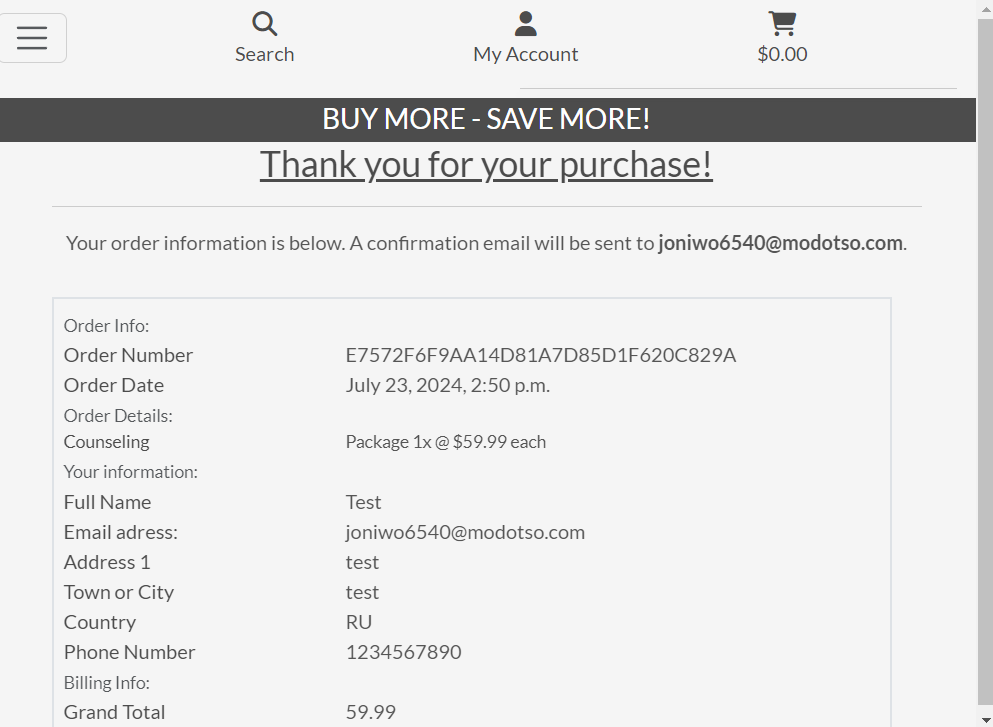 Search
My Account
$0.00
BUY MORE - SAVE MORE!
Thank you for your purchase!
Your order information is below. A confirmation email will be sent to joniwo6540@modotso.com.
Order Info:
Order Number E7572F6F9AA14D81A7D85D1F620C829A
Order Date July 23, 2024, 2:50 p.m.
Order Details:
Counseling Package 1x @ $59.99 each
Your information:
Full Name Test
Email adress: joniwo6540@modotso.com
Address 1 test
Town or City test
Country RU
Phone Number 1234567890
Billing Info:
Grand Total 59.99